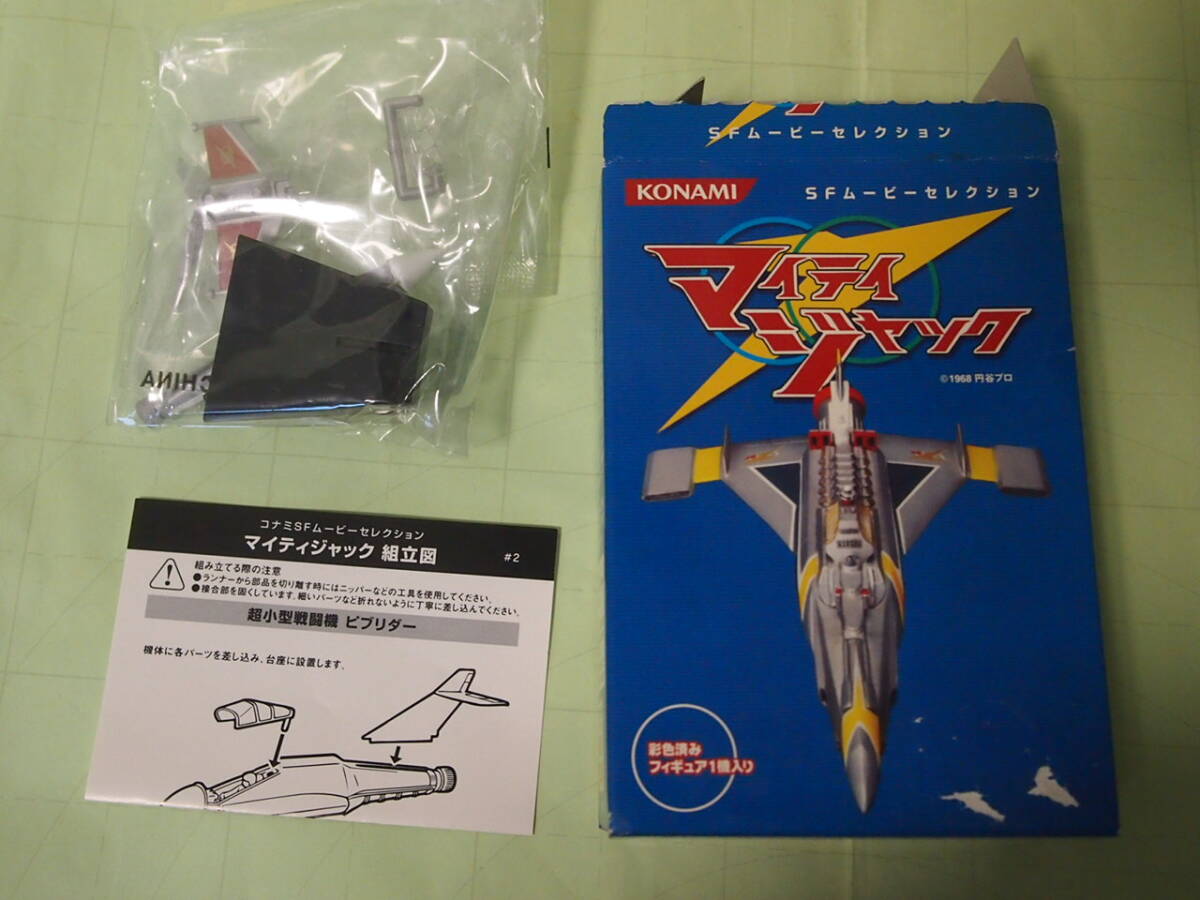 CHINA
SFムービーセレクション
KONAMI
SFムービーセレクション
マイティ
ジャック
©1968 円谷プロ
彩色済み
フィギュア1機入り
コナミSFムービーセレクション
マイティジャック 組立図
#2
組み立てる際の注意
●ランナーから部品を切り離す時にはニッパーなどの工具を使用してください。
●接合部を固くしています。細いパーツなど折れないように丁寧に差し込んでください。
超小型戦闘機 ピブリダー
機体に各パーツを差し込み、台座に設置します。